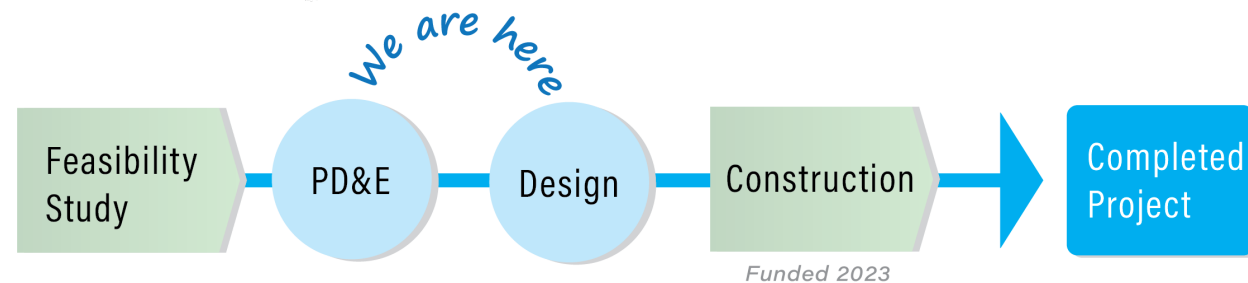 We are here
Feasibility
Study
PD&E
Design
Construction
Completed
Project
Funded 2023